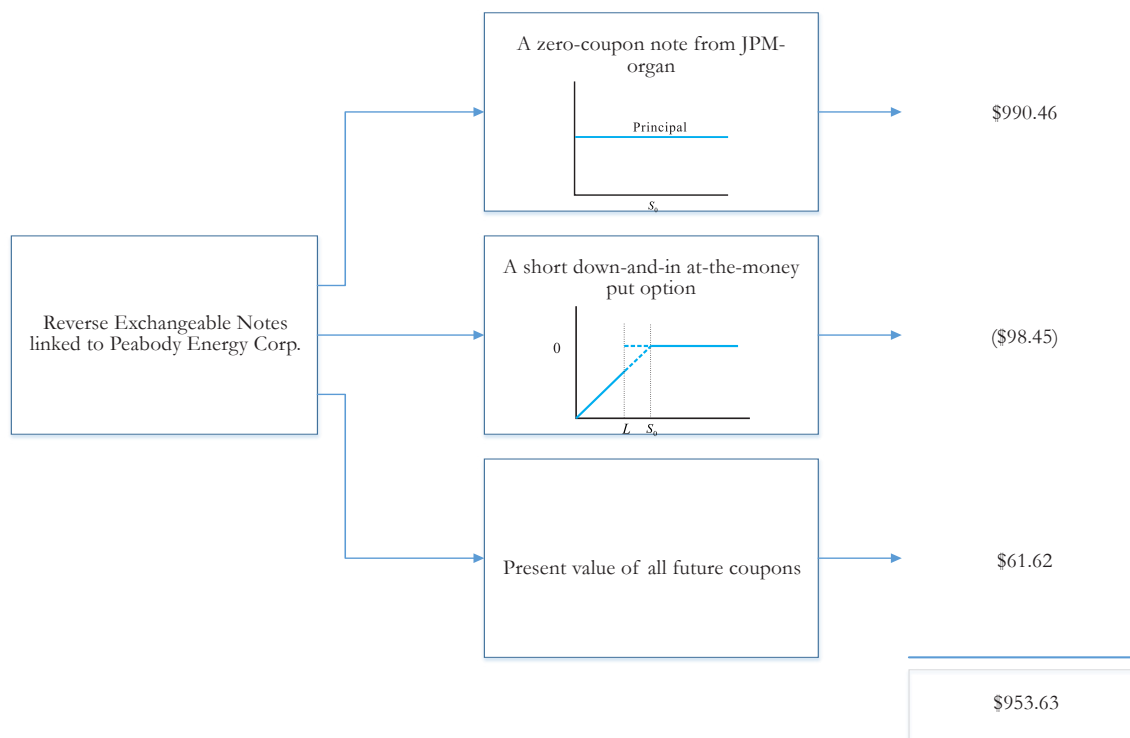 A zero-coupon note from JPM-
organ
Principal
S₀
$990.46
Reverse Exchangeable Notes
linked to Peabody Energy Corp.
A short down-and-in at-the-money
put option
0
L S₀
($98.45)
Present value of all future coupons
$61.62
$953.63